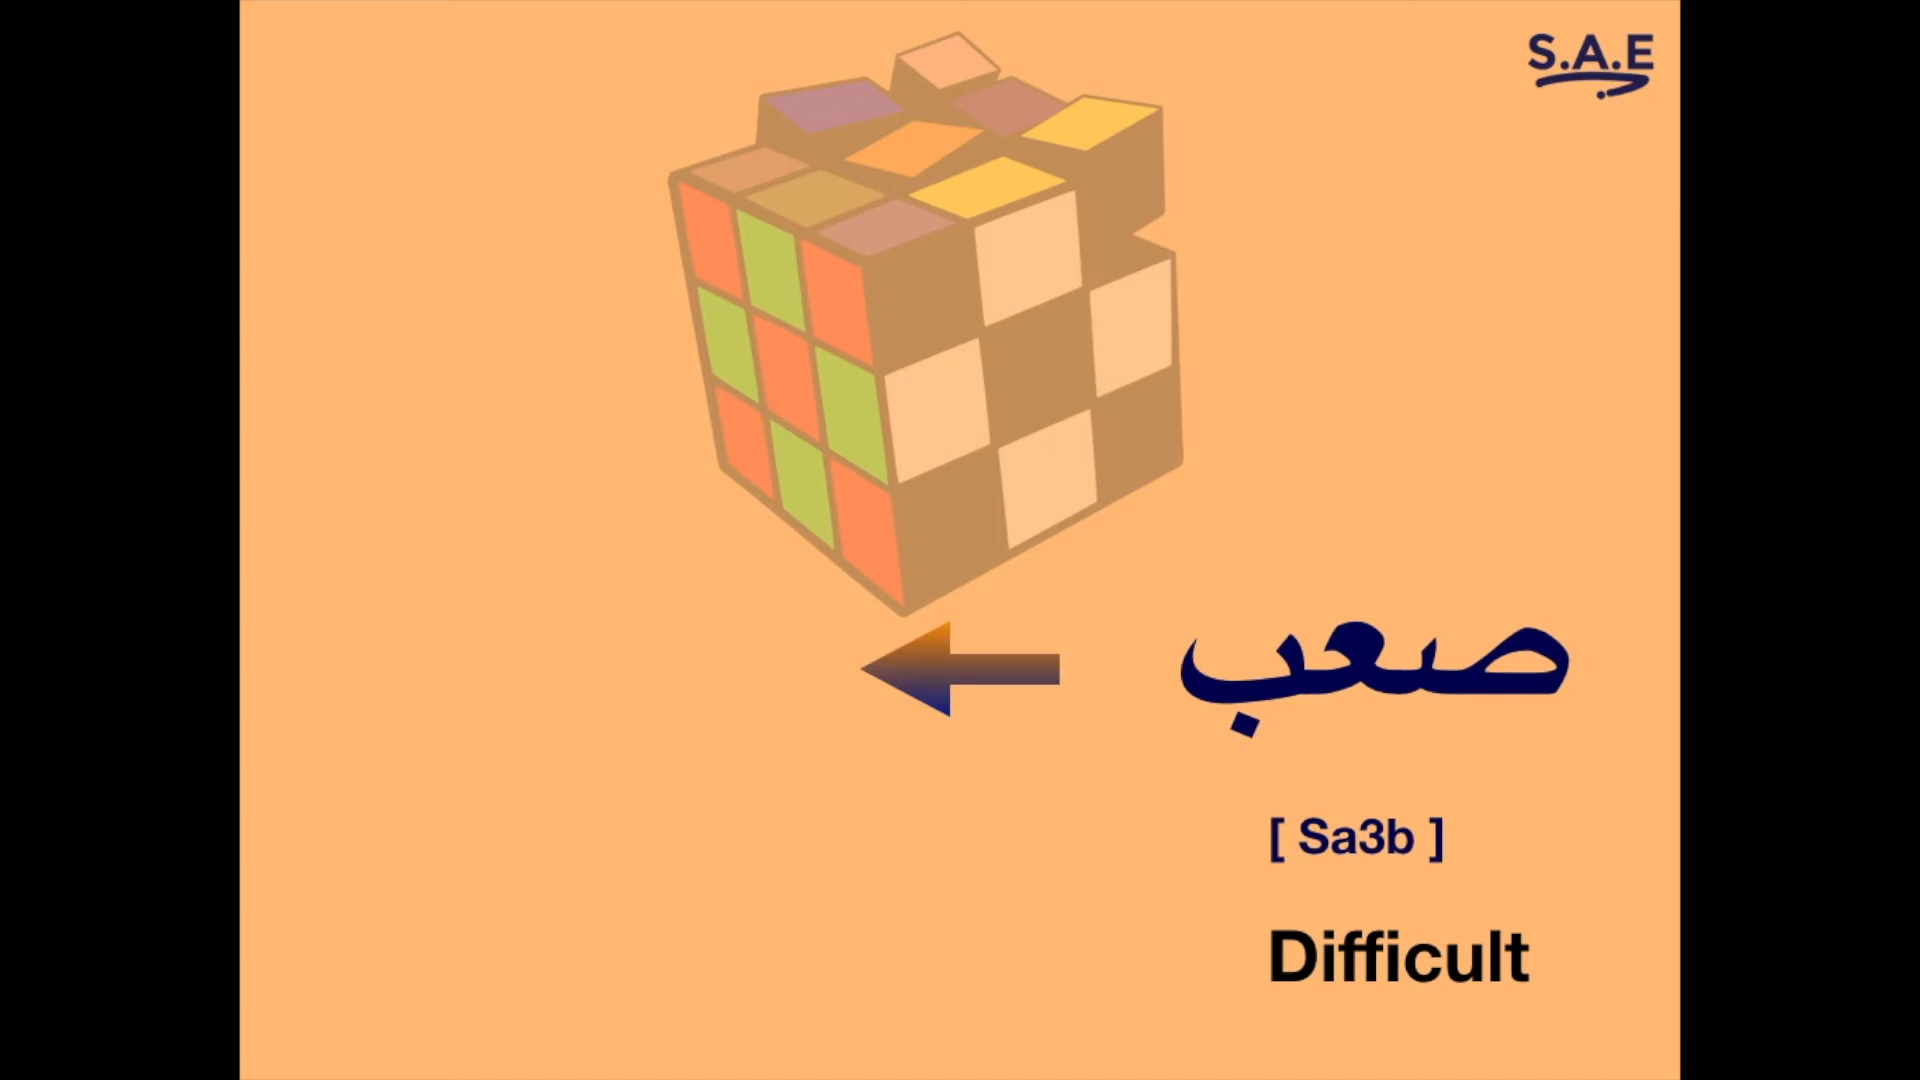 S.A.E
صعب
[ Sa3b ]
Difficult